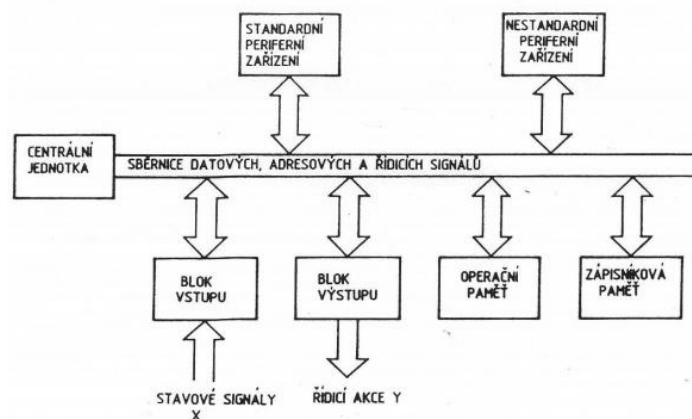 STANDARDNÍ
PERIFERNÍ
ZAŘÍZENÍ
NESTANDARDNÍ
PERIFERNÍ
ZAŘÍZENÍ
CENTRÁLNÍ
JEDNOTKA
SBĚRNICE DATOVÝCH, ADRESOVÝCH A ŘÍDICÍCH SIGNÁLŮ
BLOK
VSTUPU
BLOK
VÝSTUPU
OPERAČNÍ
PAMĚŤ
ZÁPISNÍKOVÁ
PAMĚŤ
STAVOVÉ SIGNÁLY
X
ŘÍDICÍ AKCE Y